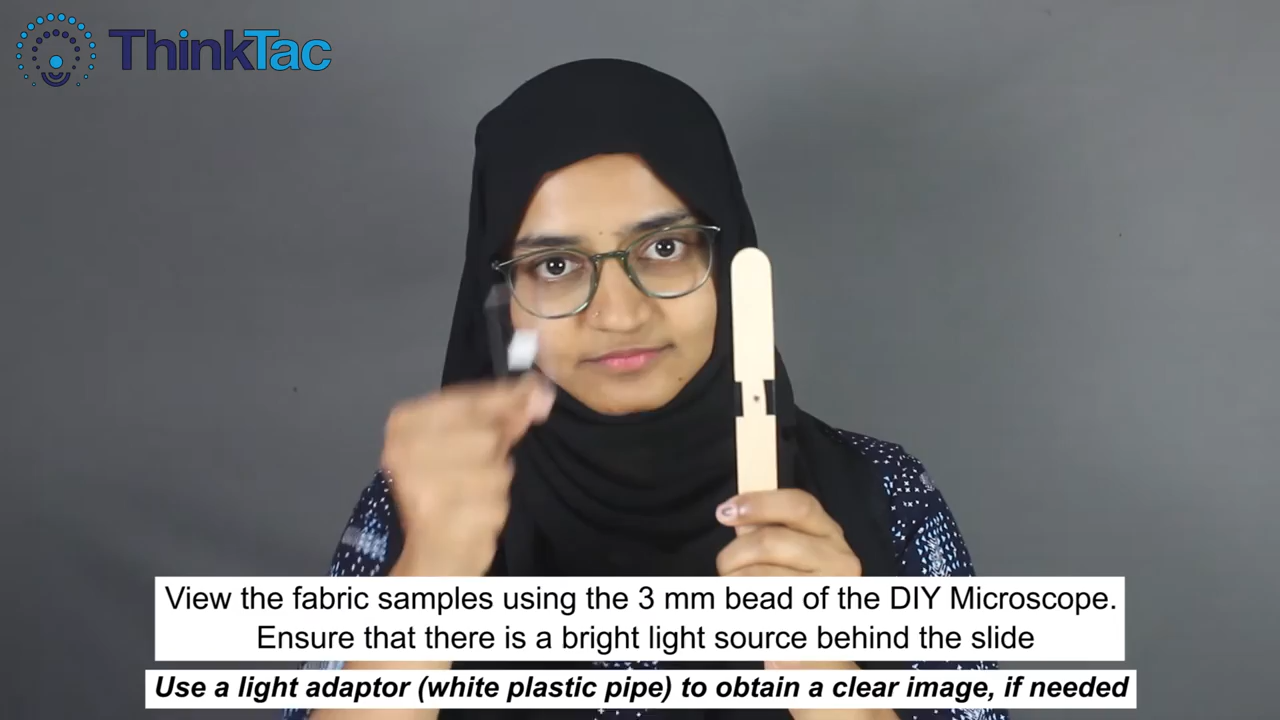 ThinkTac
View the fabric samples using the 3 mm bead of the DIY Microscope.
Ensure that there is a bright light source behind the slide
Use a light adaptor (white plastic pipe) to obtain a clear image, if needed